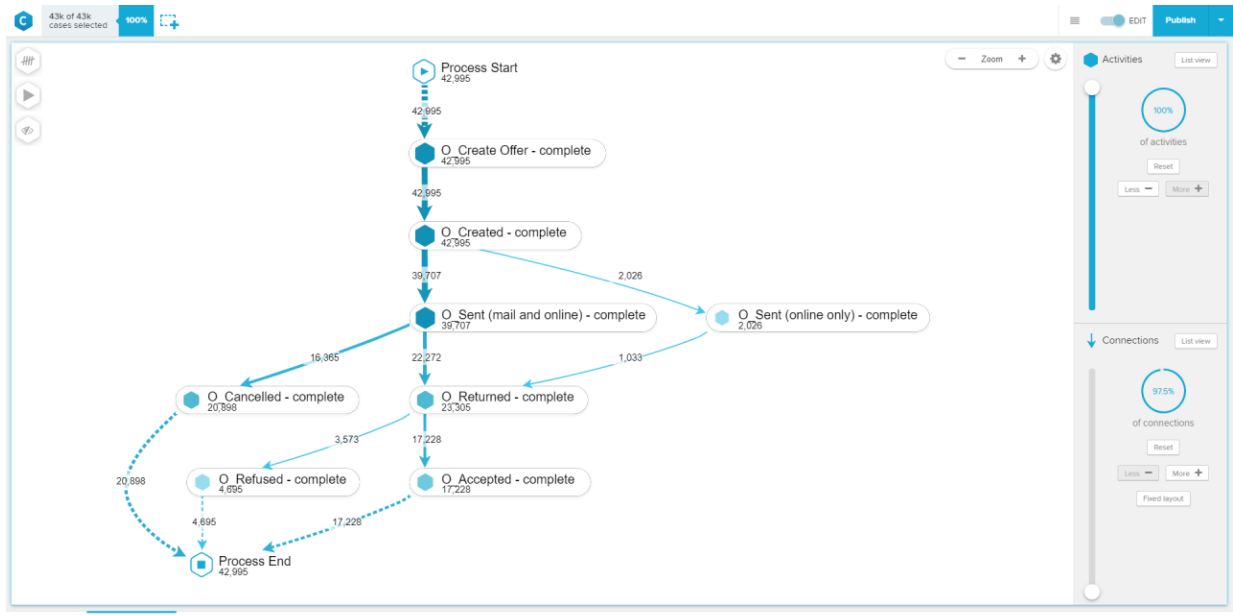 C
43k of 43k
cases selected
100%
EDIT
Publish
Zoom
Process Start
42,995
42,995
O_Create Offer - complete
42,995
42,995
O_Created - complete
42,995
39,707
2,026
O_Sent (mail and online) - complete
39,707
O_Sent (online only) - complete
2,026
16,365
22,272
1,033
O_Cancelled - complete
20,898
O_Returned - complete
23,305
3,573
17,228
20,898
O_Refused - complete
4,695
O_Accepted - complete
17,228
4,695
17,228
Process End
42,995
Activities
List view
100%
of activities
Reset
Less
More
Connections
List view
97.5%
of connections
Reset
Less
More
Fixed layout